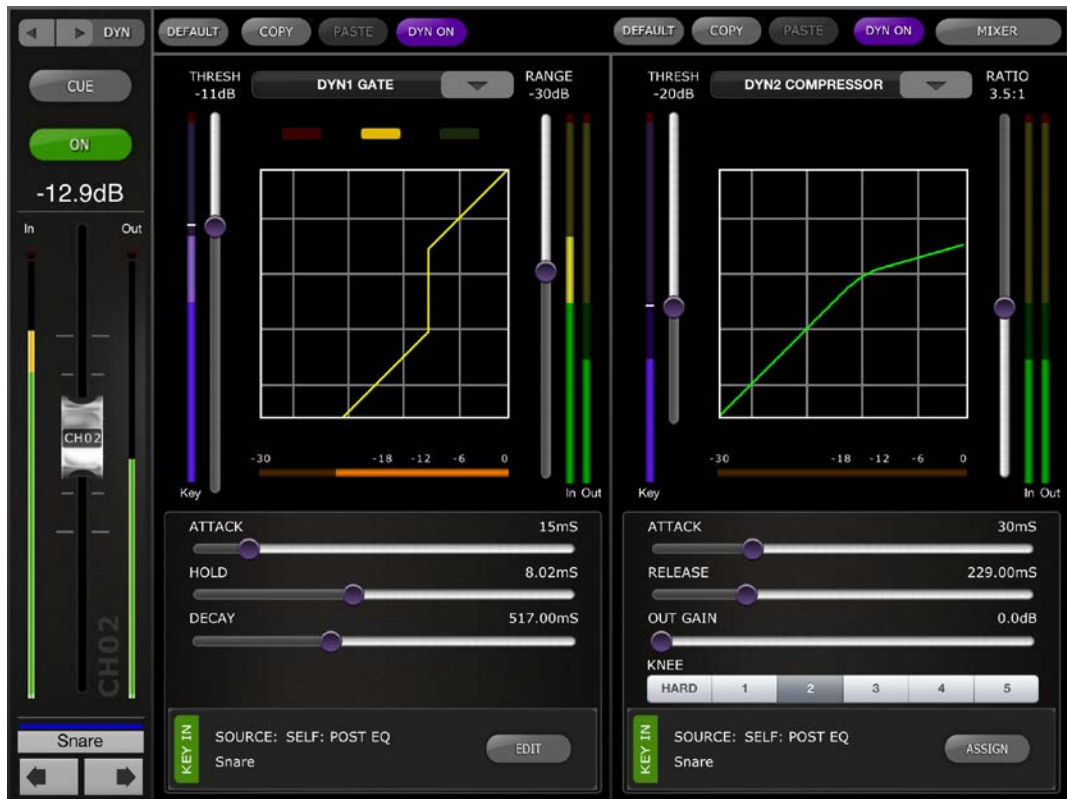 DYN
CUE
ON
-12.9dB
In
Out
CH02
CH02
Snare
DEFAULT
COPY
PASTE
DYN ON
THRESH
-11dB
DYN1 GATE
RANGE
-30dB
-30 -18 -12 -6 0
Key
In Out
ATTACK 15mS
HOLD 8.02mS
DECAY 517.00mS
KEY IN
SOURCE: SELF: POST EQ
Snare
EDIT
DEFAULT
COPY
PASTE
DYN ON
MIXER
THRESH
-20dB
DYN2 COMPRESSOR
RATIO
3.5:1
-30 -18 -12 -6 0
Key
In Out
ATTACK 30mS
RELEASE 229.00mS
OUT GAIN 0.0dB
KNEE
HARD 1 2 3 4 5
KEY IN
SOURCE: SELF: POST EQ
Snare
ASSIGN